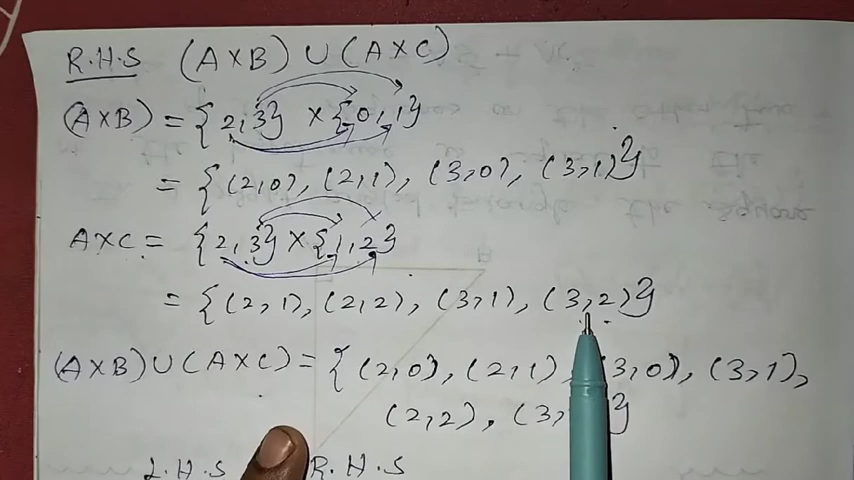 R.H.S (A×B) ∪ (A×C)
(A×B) = {2,3} × {0,1}
= {(2,0), (2,1), (3,0), (3,1)}
A×C = {2,3} × {1,2}
= {(2,1), (2,2), (3,1), (3,2)}
(A×B) ∪ (A×C) = {(2,0), (2,1), (3,0), (3,1),
(2,2), (3, }
L.H.S R.H.S